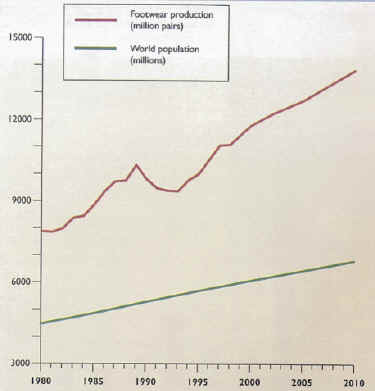 Footwear production
(million pairs)
World population
(millions)
15000
12000
9000
6000
3000
1980 1985 1990 1995 2000 2005 2010